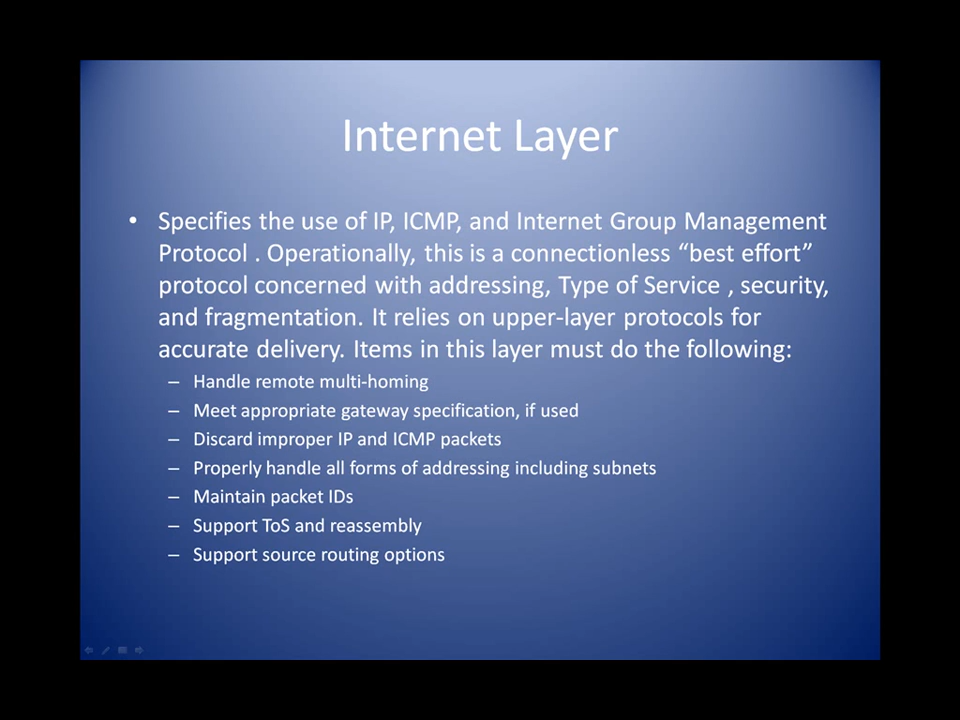 Internet Layer
• Specifies the use of IP, ICMP, and Internet Group Management
Protocol . Operationally, this is a connectionless “best effort”
protocol concerned with addressing, Type of Service , security,
and fragmentation. It relies on upper-layer protocols for
accurate delivery. Items in this layer must do the following:
– Handle remote multi-homing
– Meet appropriate gateway specification, if used
– Discard improper IP and ICMP packets
– Properly handle all forms of addressing including subnets
– Maintain packet IDs
– Support ToS and reassembly
– Support source routing options